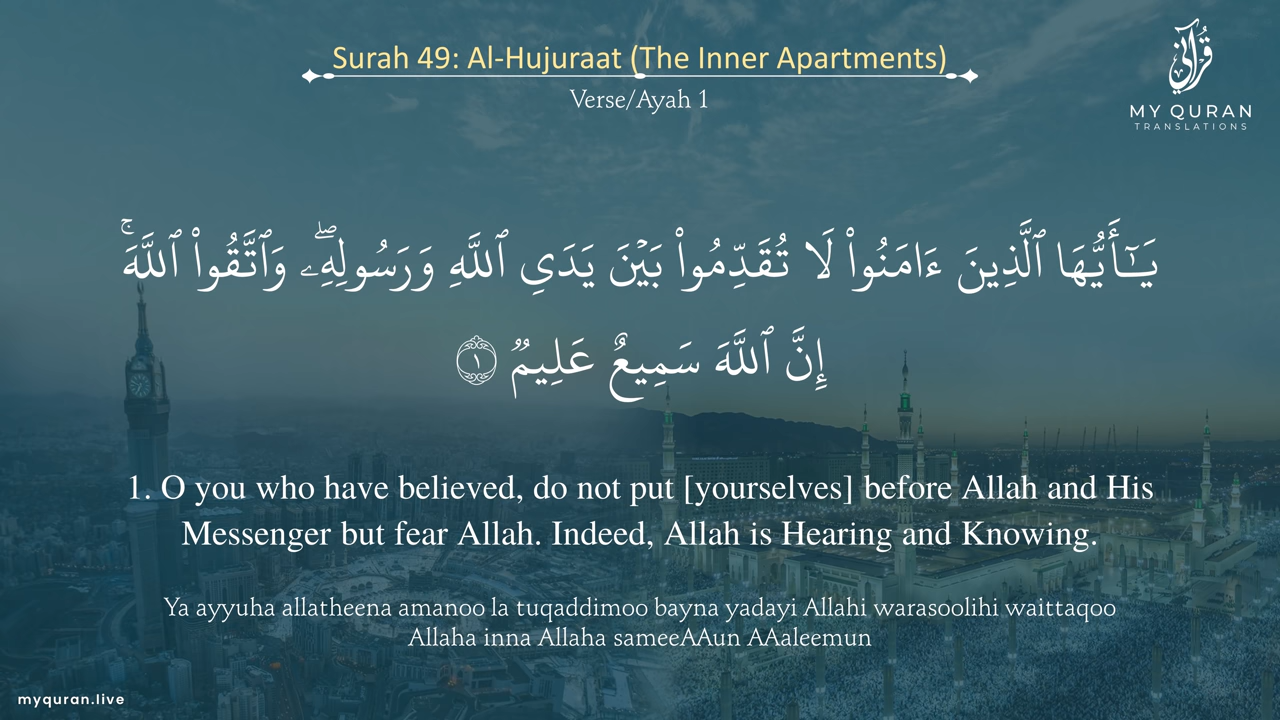 Surah 49: Al-Hujuraat (The Inner Apartments)
Verse/Ayah 1
قرآني
MY QURAN
TRANSLATIONS
يَـٰٓأَيُّهَا ٱلَّذِينَ ءَامَنُوا۟ لَا تُقَدِّمُوا۟ بَيْنَ يَدَىِ ٱللَّهِ وَرَسُولِهِۦ ۖ وَٱتَّقُوا۟ ٱللَّهَ ۚ
إِنَّ ٱللَّهَ سَمِيعٌ عَلِيمٌۭ ١
1. O you who have believed, do not put [yourselves] before Allah and His
Messenger but fear Allah. Indeed, Allah is Hearing and Knowing.
Ya ayyuha allatheena amanoo la tuqaddimoo bayna yadayi Allahi warasoolihi waittaqoo
Allaha inna Allaha sameeAAun AAaleemun
myquran.live